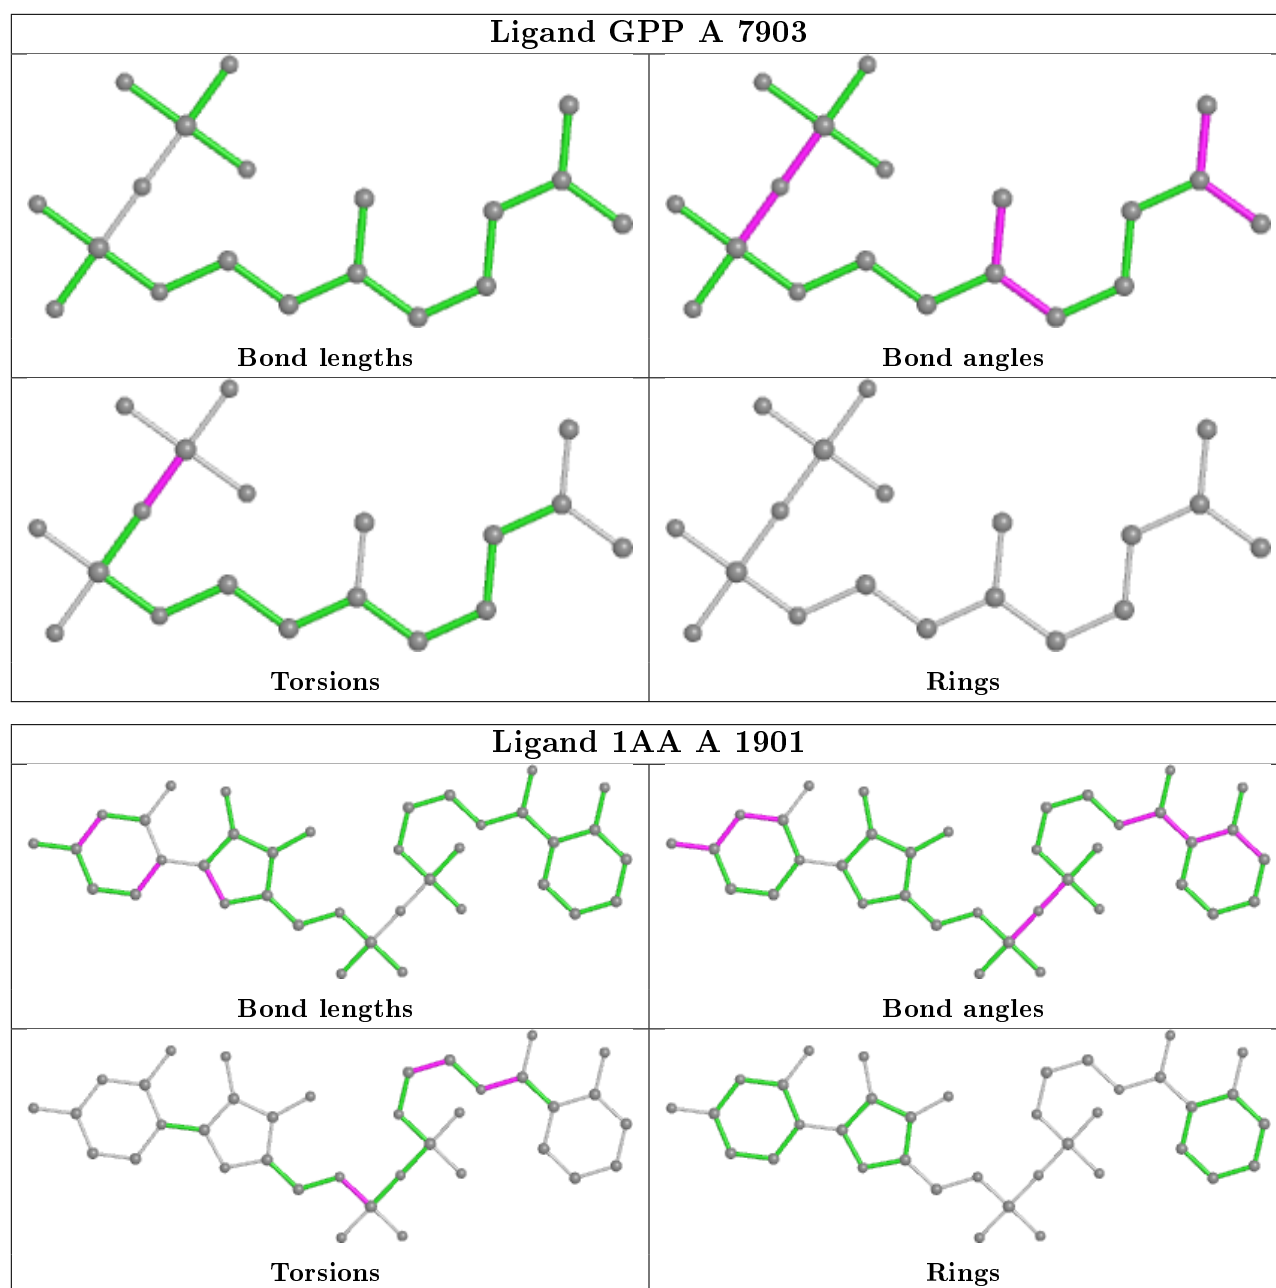 Ligand GPP A 7903
Bond lengths
Bond angles
Torsions
Rings
Ligand 1AA A 1901
Bond lengths
Bond angles
Torsions
Rings